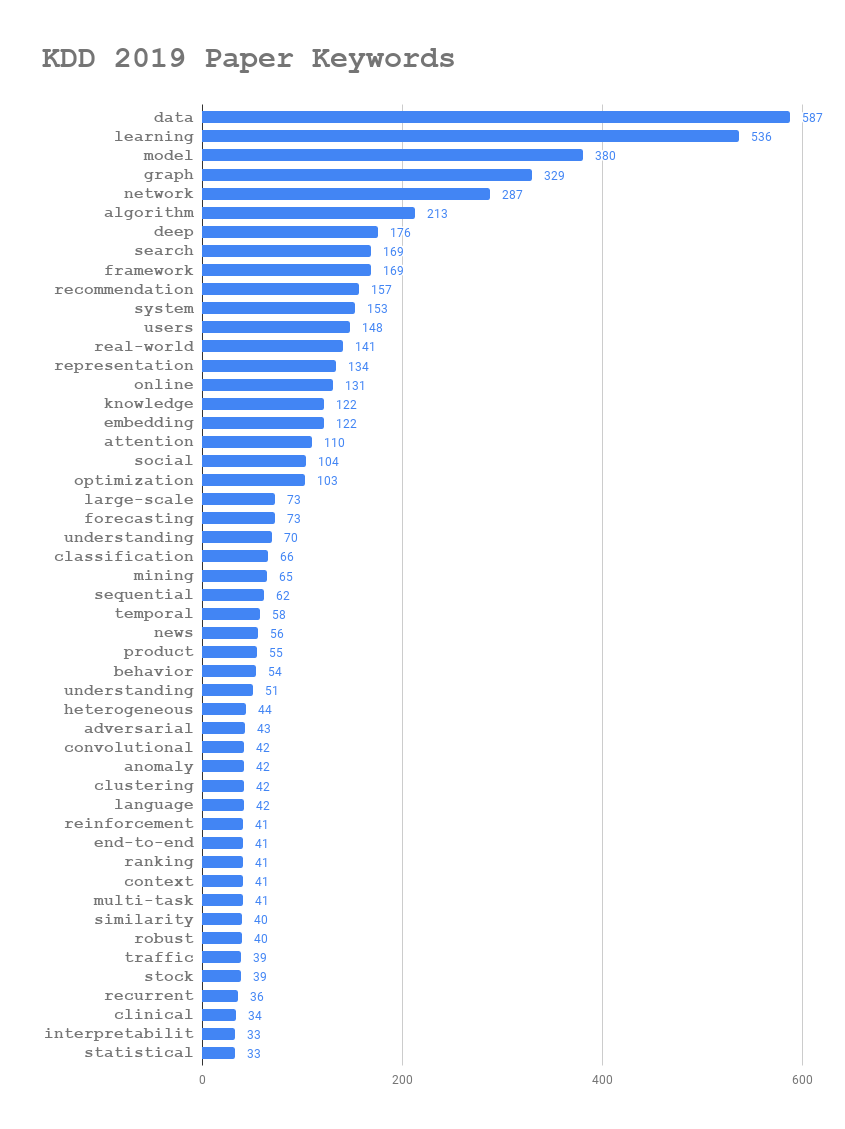 KDD 2019 Paper Keywords
data 587
learning 536
model 380
graph 329
network 287
algorithm 213
deep 176
search 169
framework 169
recommendation 157
system 153
users 148
real-world 141
representation 134
online 131
knowledge 122
embedding 122
attention 110
social 104
optimization 103
large-scale 73
forecasting 73
understanding 70
classification 66
mining 65
sequential 62
temporal 58
news 56
product 55
behavior 54
understanding 51
heterogeneous 44
adversarial 43
convolutional 42
anomaly 42
clustering 42
language 42
reinforcement 41
end-to-end 41
ranking 41
context 41
multi-task 41
similarity 40
robust 40
traffic 39
stock 39
recurrent 36
clinical 34
interpretabilit 33
statistical 33
0 200 400 600